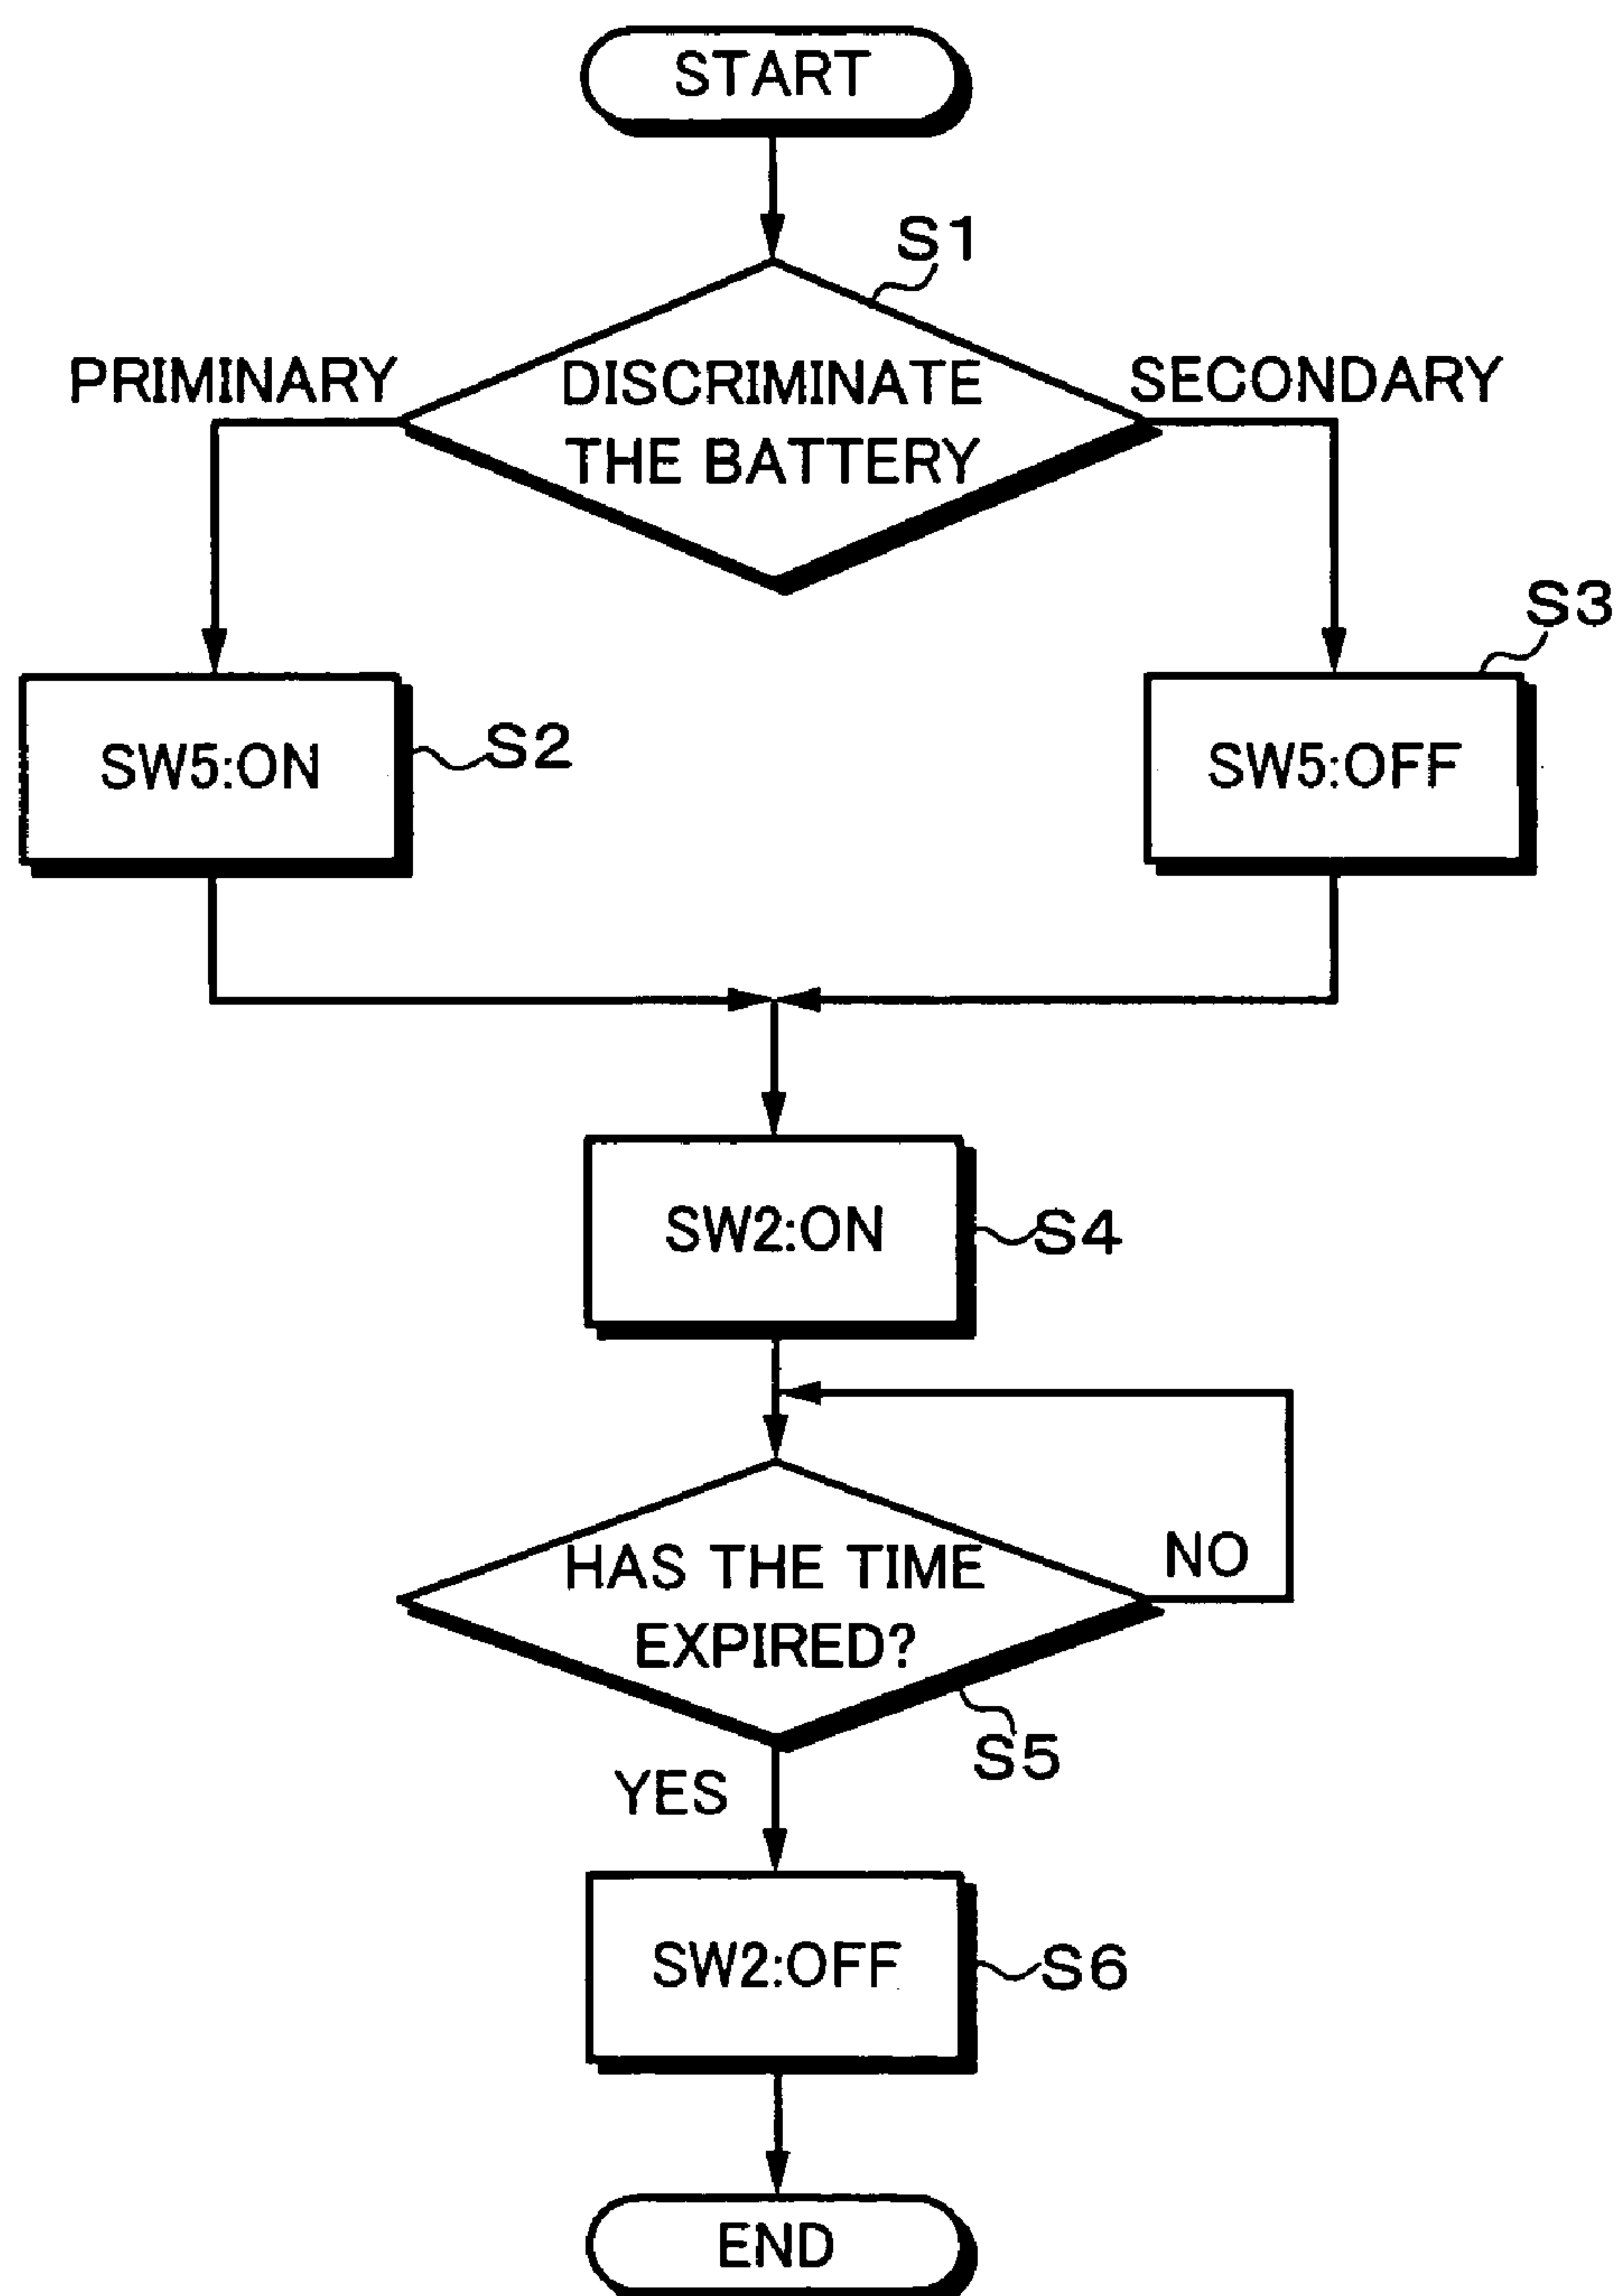 START
S1
PRIMINARY
DISCRIMINATE
THE BATTERY
SECONDARY
S3
SW5:ON
S2
SW5:OFF
SW2:ON
S4
HAS THE TIME
EXPIRED?
NO
S5
YES
SW2:OFF
S6
END